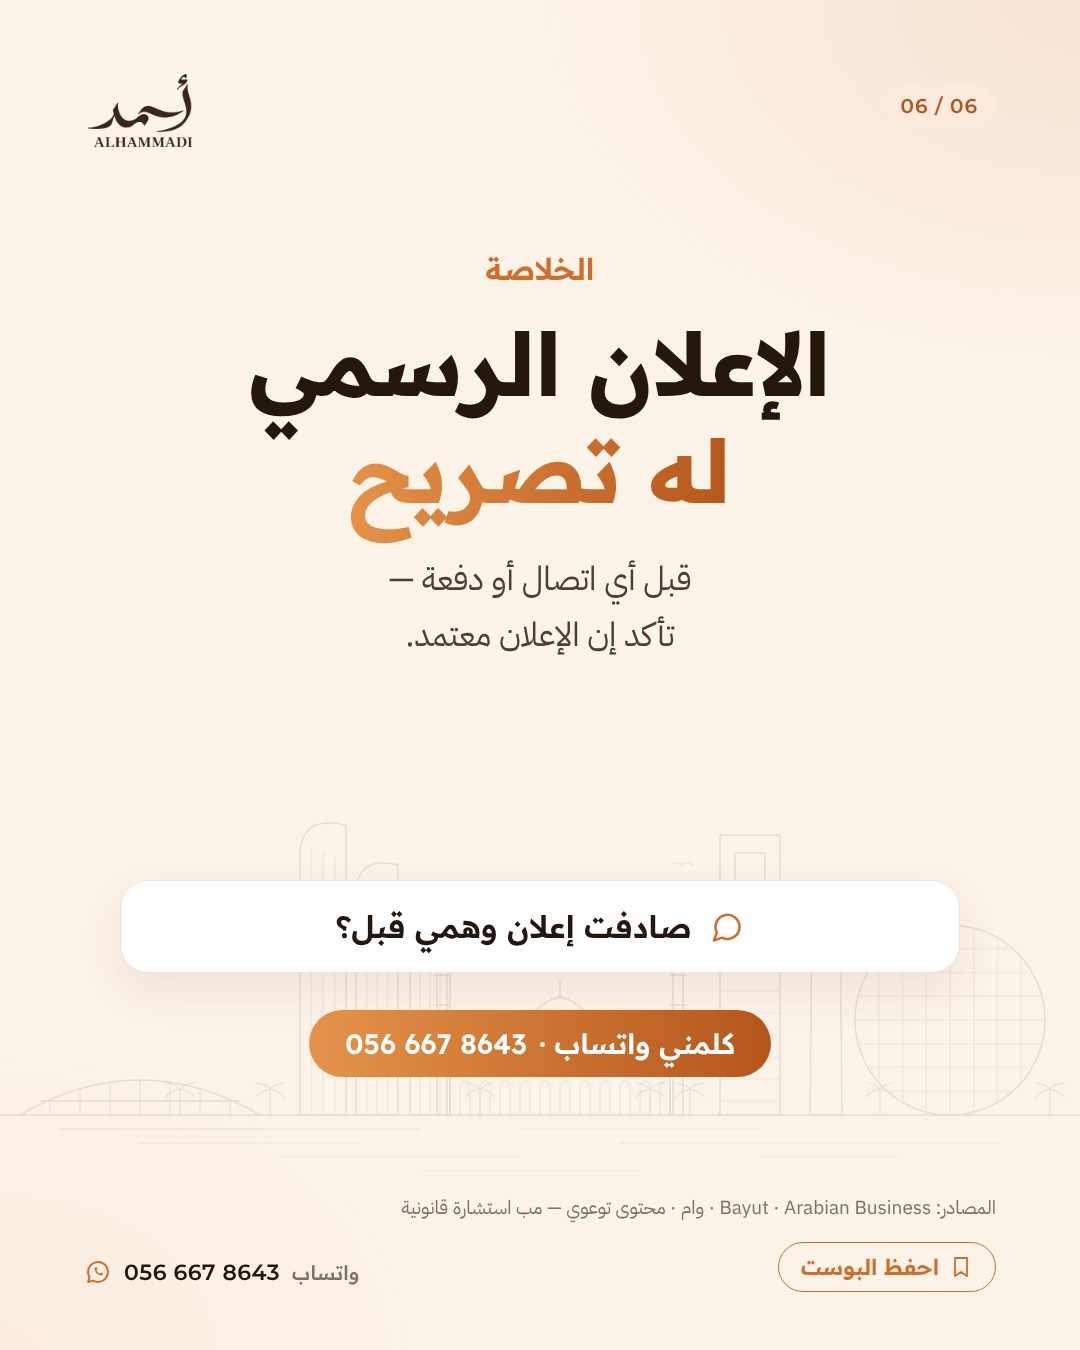 أحمد
ALHAMMADI
06 / 06
الخلاصة
الإعلان الرسمي
له تصريح
قبل أي اتصال أو دفعة —
تأكد إن الإعلان معتمد.
صادفت إعلان وهمي قبل؟
كلمني واتساب · 056 667 8643
المصادر: Bayut · Arabian Business · وام · محتوى توعوي — مب استشارة قانونية
احفظ البوست
واتساب 056 667 8643